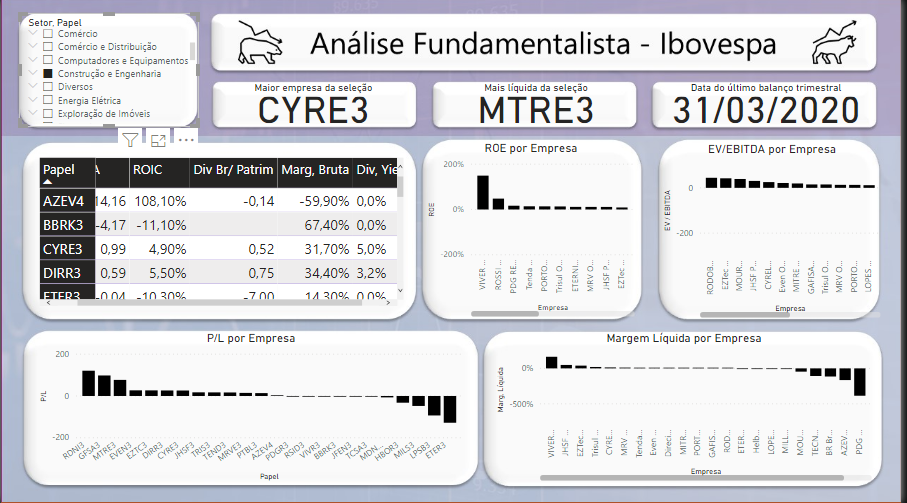 Setor, Papel
Comércio
Comércio e Distribuição
Computadores e Equipamentos
Construção e Engenharia
Diversos
Energia Elétrica
Exploração de Imóveis
Análise Fundamentalista - Ibovespa
Maior empresa da seleção
CYRE3
Mais líquida da seleção
MTRE3
Data do último balanço trimestral
31/03/2020
Papel ROIC Div Br/ Patrim Marg, Bruta Div, Yie
AZEV4 14,16 108,10% -0,14 -59,90% 0,0%
BBRK3 -4,17 -11,10% 67,40% 0,0%
CYRE3 0,99 4,90% 0,52 31,70% 5,0%
DIRR3 0,59 5,50% 0,75 34,40% 3,2%
ETER3 -0,04 -10,30% -7,00 14,30% 0,0%
ROE por Empresa
ROE
200%
0%
-200%
VIVER... ROSSI ... PDG RE... Tenda ... PORTO... Trisul O... ETERNI... MRV O... JHSF P... EZTec ...
Empresa
EV/EBITDA por Empresa
EV / EBITDA
0
-200
RODOB... EZTec ... MOUR... JHSF P... CYREL... Even O... MITRE ... GAFISA... Trisul O... MRV O... PORTO... LOPES ...
Empresa
P/L por Empresa
P/L
200
0
-200
RDNI3 GFSA3 MTRE3 EVEN3 EZTC3 DIRR3 CYRE3 JHSF3 TRIS3 TEND3 MRVE3 PTBL3 AZEV4 PDGR3 RSID3 VIVR3 BBRK3 JFEN3 TCSA3 MDN... HBOR3 MILS3 LPSB3 ETER3
Papel
Margem Líquida por Empresa
Marg, Líquida
0%
-500%
VIVER... JHSF ... Trisul ... CYRE... MRV ... Tenda... Even ... Direci... MITR... PORT... GAFIS... ROD... ETER... Helb... LOPE... MILL... MOU... TECN... BR Br... AZEV... PDG ...
Empresa